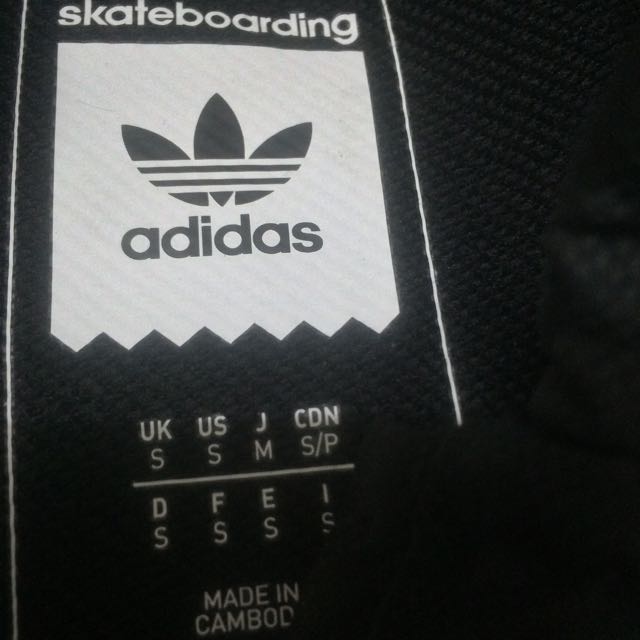 skateboarding
adidas
UK US J CDN
S S M S/P
D F E I
S S S S
MADE IN
CAMBOD